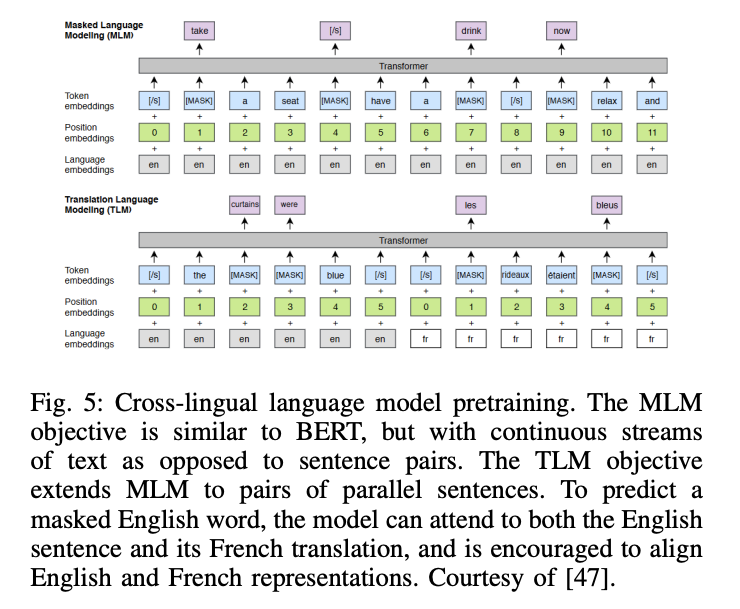 Masked Language
Modeling (MLM)
take [/s] drink now
Transformer
Token
embeddings
[/s] [MASK] a seat [MASK] have a [MASK] [/s] [MASK] relax and
+ + + + + + + + + + + +
Position
embeddings
0 1 2 3 4 5 6 7 8 9 10 11
+ + + + + + + + + + + +
Language
embeddings
en en en en en en en en en en en en
Translation Language
Modeling (TLM)
curtains were les bleus
Transformer
Token
embeddings
[/s] the [MASK] [MASK] blue [/s] [/s] [MASK] rideaux étaient [MASK] [/s]
+ + + + + + + + + + + +
Position
embeddings
0 1 2 3 4 5 0 1 2 3 4 5
+ + + + + + + + + + + +
Language
embeddings
en en en en en en fr fr fr fr fr fr
Fig. 5: Cross-lingual language model pretraining. The MLM
objective is similar to BERT, but with continuous streams
of text as opposed to sentence pairs. The TLM objective
extends MLM to pairs of parallel sentences. To predict a
masked English word, the model can attend to both the English
sentence and its French translation, and is encouraged to align
English and French representations. Courtesy of [47].